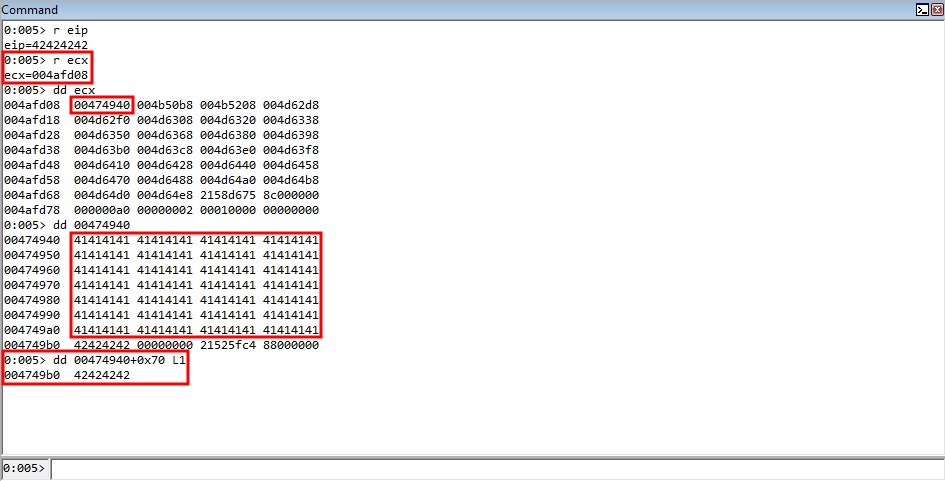 Command
0:005> r eip
eip=42424242
0:005> r ecx
ecx=004afd08
0:005> dd ecx
004afd08  00474940 004b50b8 004b5208 004d62d8
004afd18  004d62f0 004d6308 004d6320 004d6338
004afd28  004d6350 004d6368 004d6380 004d6398
004afd38  004d63b0 004d63c8 004d63e0 004d63f8
004afd48  004d6410 004d6428 004d6440 004d6458
004afd58  004d6470 004d6488 004d64a0 004d64b8
004afd68  004d64d0 004d64e8 2158d675 8c000000
004afd78  000000a0 00000002 00010000 00000000
0:005> dd 00474940
00474940  41414141 41414141 41414141 41414141
00474950  41414141 41414141 41414141 41414141
00474960  41414141 41414141 41414141 41414141
00474970  41414141 41414141 41414141 41414141
00474980  41414141 41414141 41414141 41414141
00474990  41414141 41414141 41414141 41414141
004749a0  41414141 41414141 41414141 41414141
004749b0  42424242 00000000 21525fc4 88000000
0:005> dd 00474940+0x70 L1
004749b0  42424242
0:005>